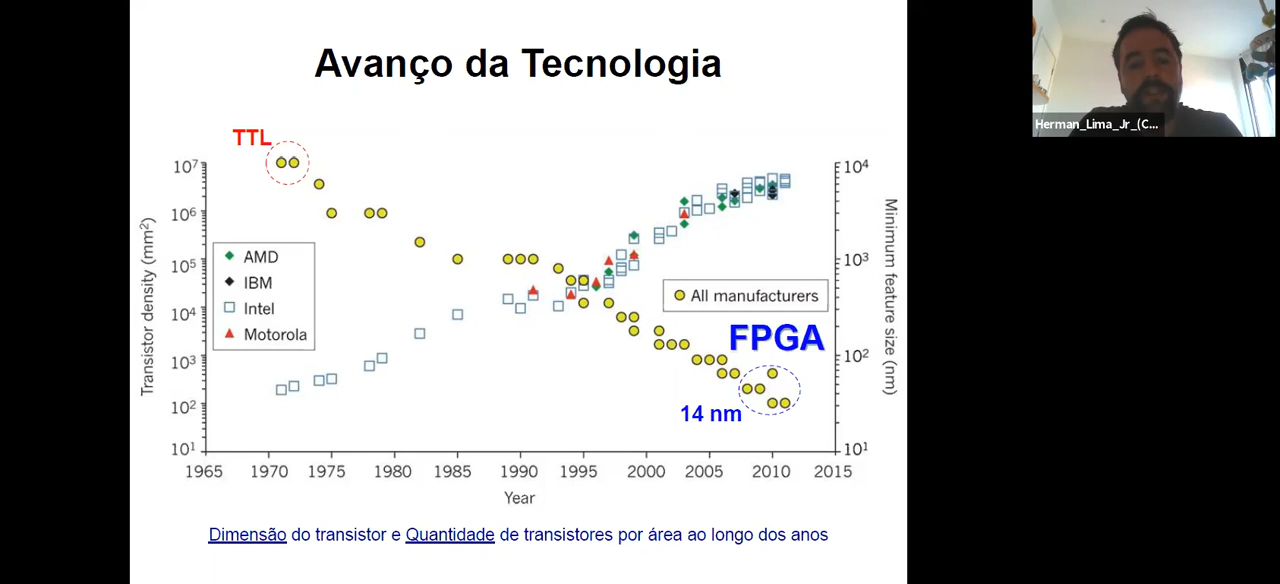 Avanço da Tecnologia
Herman_Lima_Jr_(C...
TTL
Transistor density (mm²)
10⁷
10⁶
10⁵
10⁴
10³
10²
10¹
AMD
IBM
Intel
Motorola
All manufacturers
FPGA
14 nm
10⁴
10³
10²
10¹
Minimum feature size (nm)
1965 1970 1975 1980 1985 1990 1995 2000 2005 2010 2015
Year
Dimensão do transistor e Quantidade de transistores por área ao longo dos anos